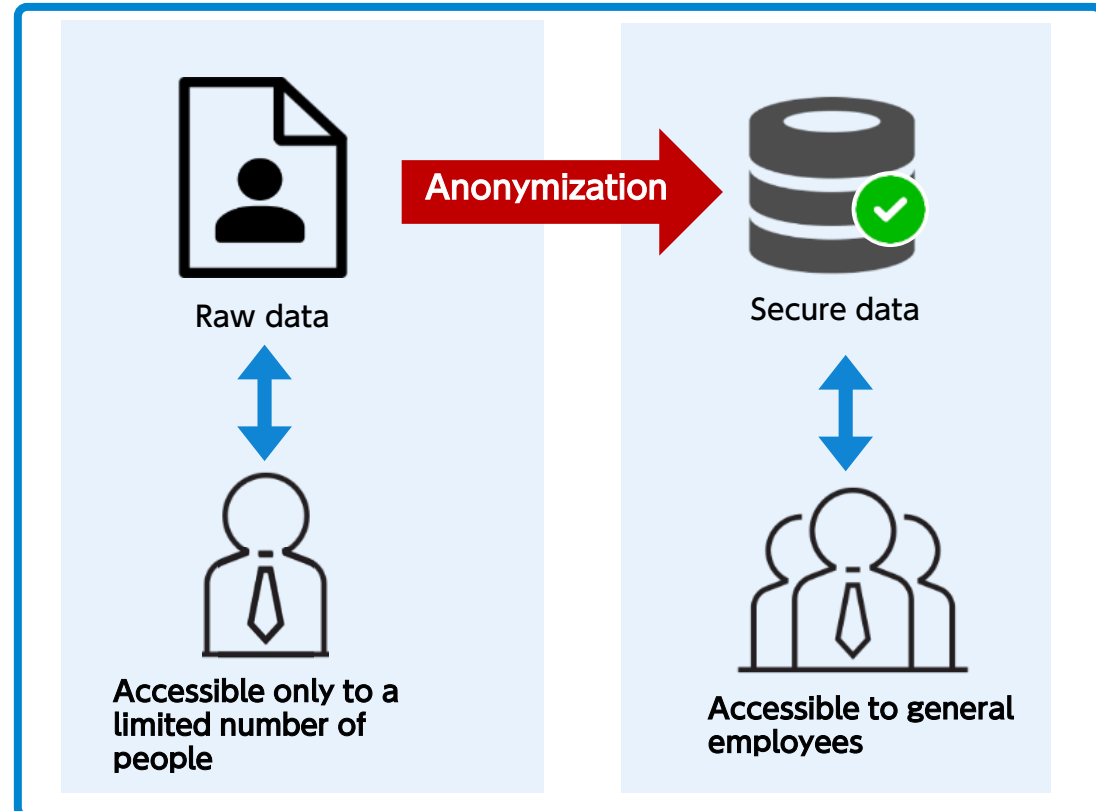 Anonymization
Raw data
Secure data
Accessible only to a
limited number of
people
Accessible to general
employees